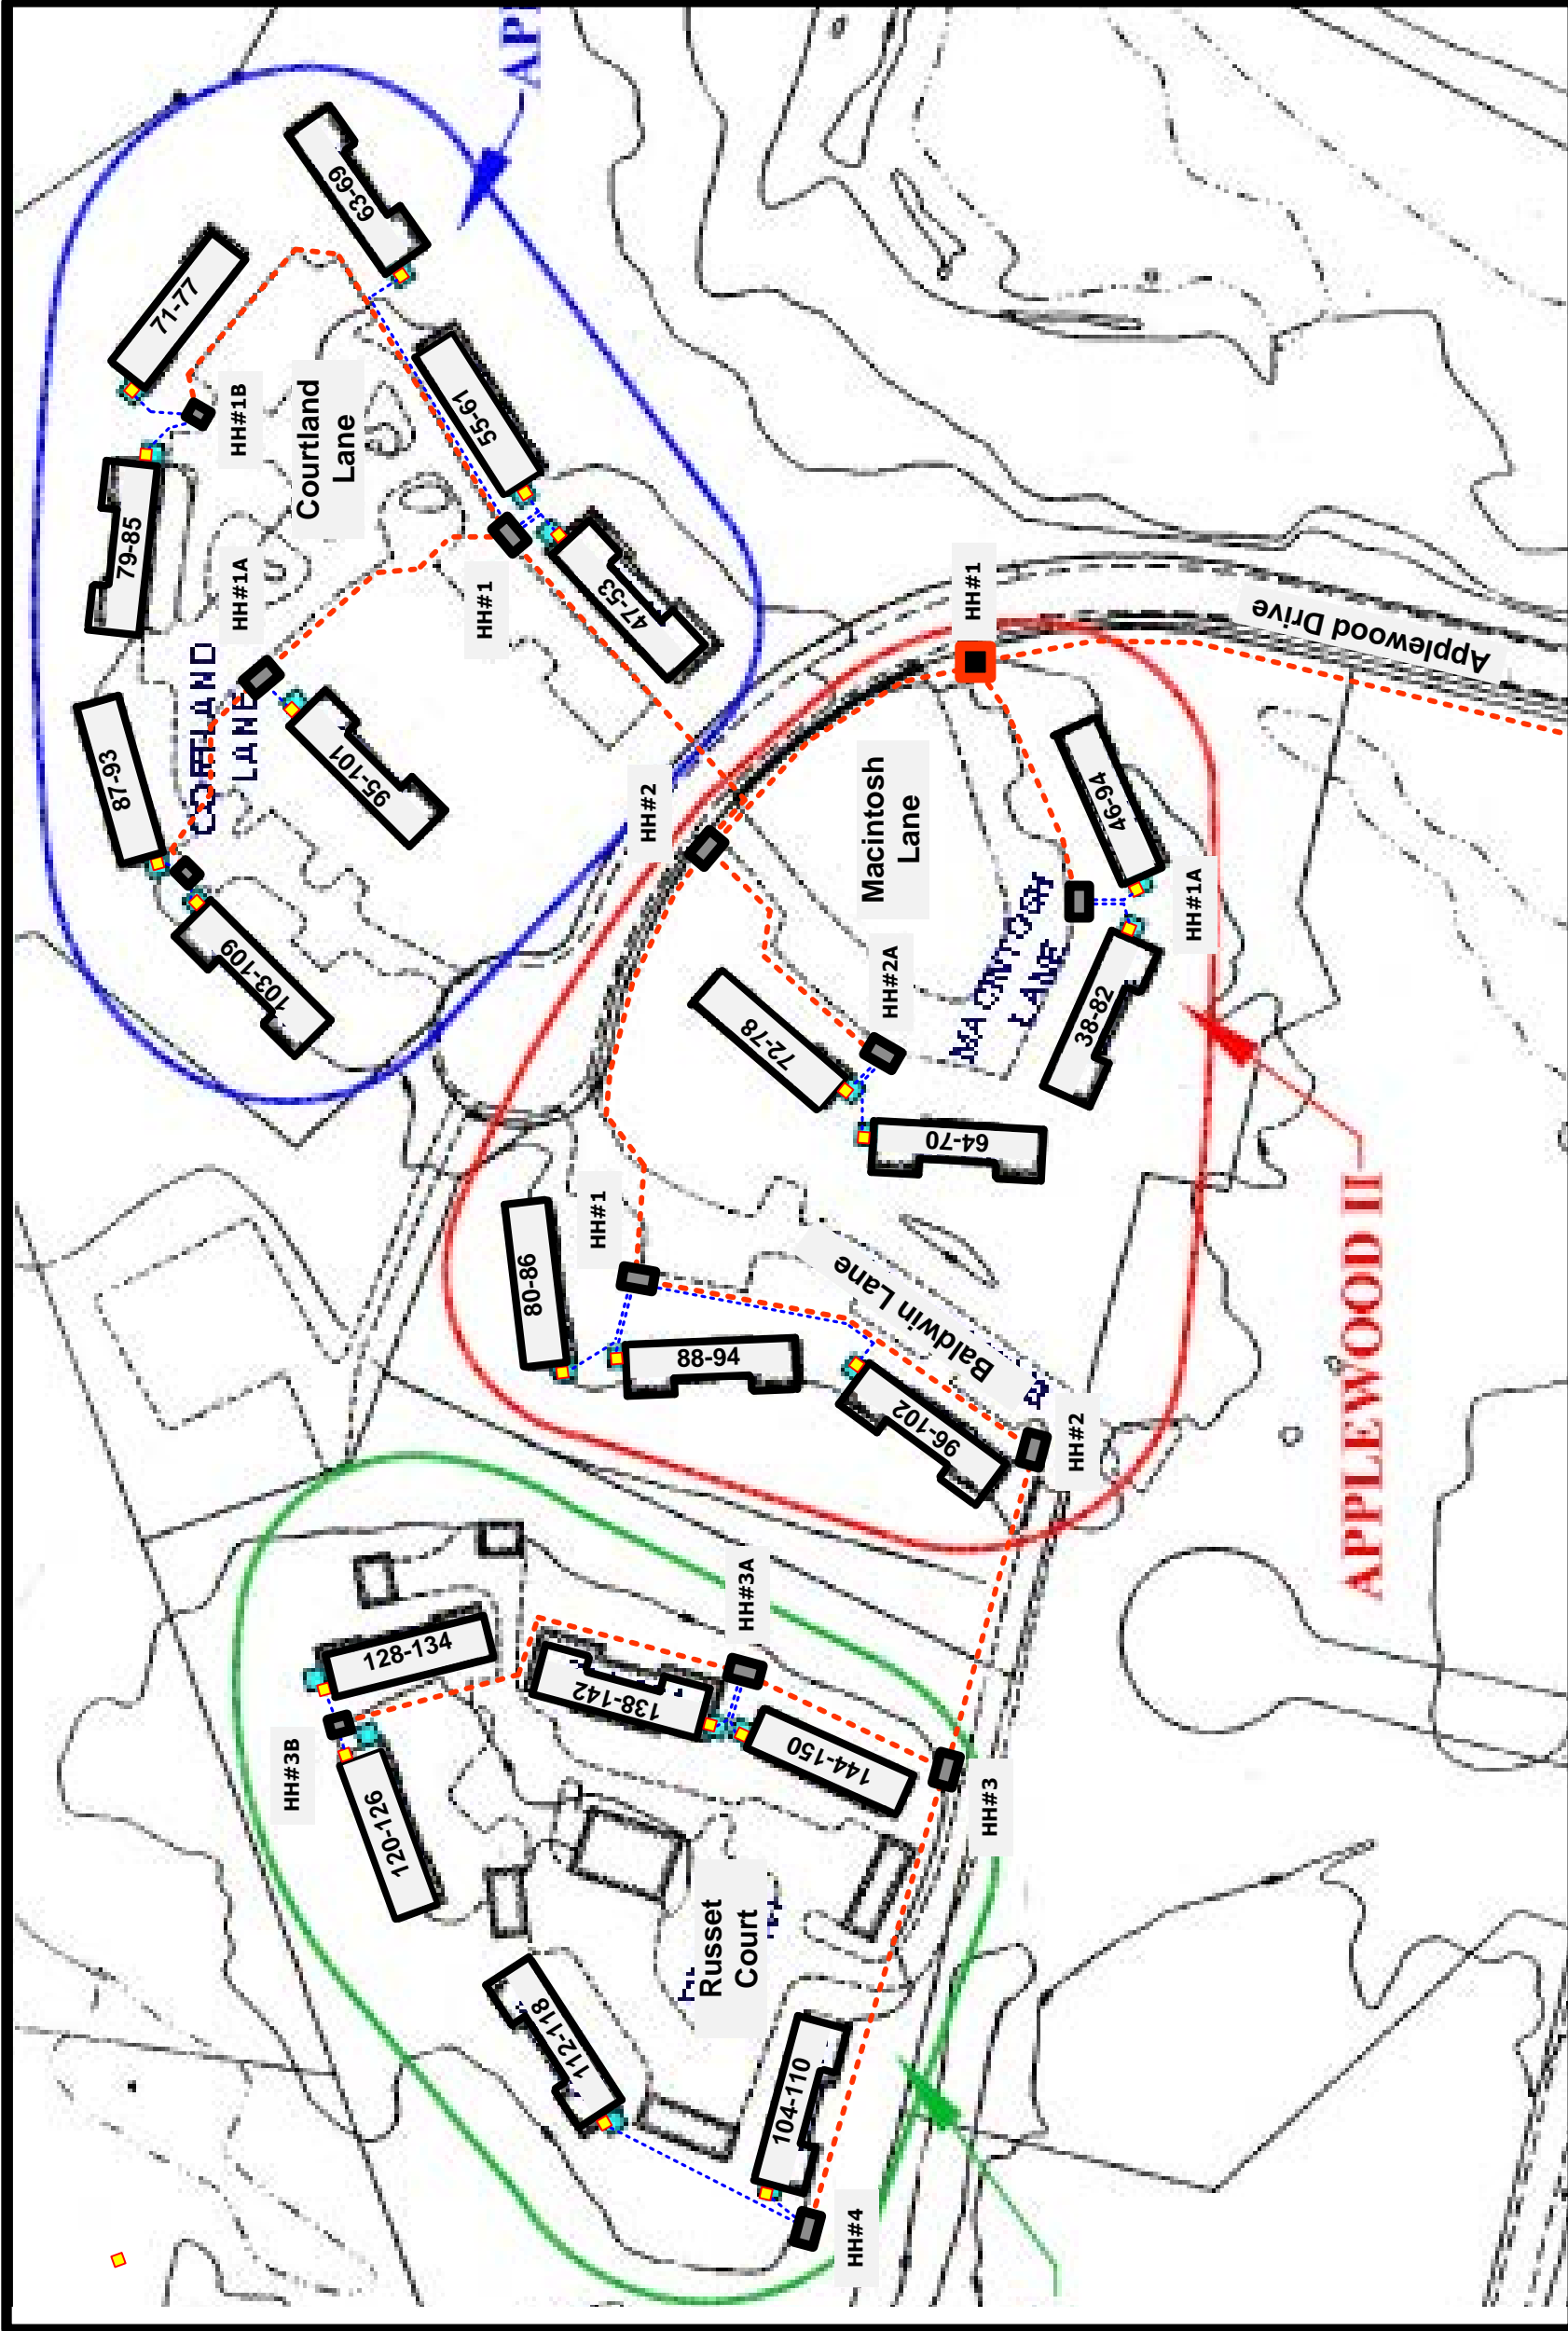 API
63-69
71-77
HH#1B
Courtland
Lane
55-61
79-85
HH#1A
HH#1
47-53
LANE
87-93
95-101
103-109
HH#2
HH#1
Applewood Drive
Macintosh
Lane
46-94
HH#1A
38-82
MACINTOSH
LANE
HH#2A
72-78
64-70
HH#1
80-86
88-94
Baldwin Lane
96-102
HH#2
APPLEWOOD II
HH#3A
128-134
138-142
144-150
HH#3B
120-126
HH#3
Russet
Court
112-118
104-110
HH#4